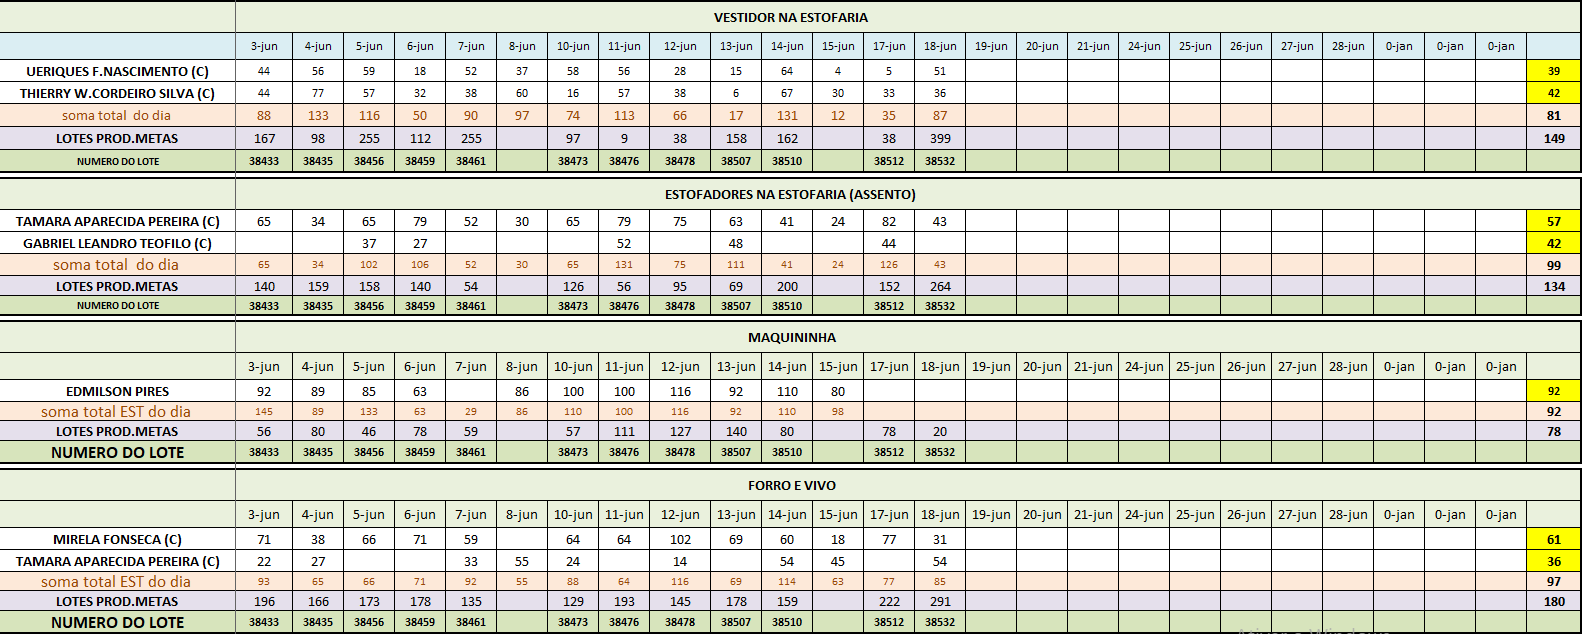 VESTIDOR NA ESTOFARIA
3-jun 4-jun 5-jun 6-jun 7-jun 8-jun 10-jun 11-jun 12-jun 13-jun 14-jun 15-jun 17-jun 18-jun 19-jun 20-jun 21-jun 24-jun 25-jun 26-jun 27-jun 28-jun 0-jan 0-jan 0-jan
UERIQUES F.NASCIMENTO (C) 44 56 59 18 52 37 58 56 28 15 64 4 5 51 39
THIERRY W.CORDEIRO SILVA (C) 44 77 57 32 38 60 16 57 38 6 67 30 33 36 42
soma total do dia 88 133 116 50 90 97 74 113 66 17 131 12 35 87 81
LOTES PROD.METAS 167 98 255 112 255 97 9 38 158 162 38 399 149
NUMERO DO LOTE 38433 38435 38456 38459 38461 38473 38476 38478 38507 38510 38512 38532
ESTOFADORES NA ESTOFARIA (ASSENTO)
TAMARA APARECIDA PEREIRA (C) 65 34 65 79 52 30 65 79 75 63 41 24 82 43 57
GABRIEL LEANDRO TEOFILO (C) 37 27 52 48 44 42
soma total do dia 65 34 102 106 52 30 65 131 75 111 41 24 126 43 99
LOTES PROD.METAS 140 159 158 140 54 126 56 95 69 200 152 264 134
NUMERO DO LOTE 38433 38435 38456 38459 38461 38473 38476 38478 38507 38510 38512 38532
MAQUININHA
3-jun 4-jun 5-jun 6-jun 7-jun 8-jun 10-jun 11-jun 12-jun 13-jun 14-jun 15-jun 17-jun 18-jun 19-jun 20-jun 21-jun 24-jun 25-jun 26-jun 27-jun 28-jun 0-jan 0-jan 0-jan
EDMILSON PIRES 92 89 85 63 86 100 100 116 92 110 80 92
soma total EST do dia 145 89 133 63 29 86 110 100 116 92 110 98 92
LOTES PROD.METAS 56 80 46 78 59 57 111 127 140 80 78 20 78
NUMERO DO LOTE 38433 38435 38456 38459 38461 38473 38476 38478 38507 38510 38512 38532
FORRO E VIVO
3-jun 4-jun 5-jun 6-jun 7-jun 8-jun 10-jun 11-jun 12-jun 13-jun 14-jun 15-jun 17-jun 18-jun 19-jun 20-jun 21-jun 24-jun 25-jun 26-jun 27-jun 28-jun 0-jan 0-jan 0-jan
MIRELA FONSECA (C) 71 38 66 71 59 64 64 102 69 60 18 77 31 61
TAMARA APARECIDA PEREIRA (C) 22 27 33 55 24 14 54 45 54 36
soma total EST do dia 93 65 66 71 92 55 88 64 116 69 114 63 77 85 97
LOTES PROD.METAS 196 166 173 178 135 129 193 145 178 159 222 291 180
NUMERO DO LOTE 38433 38435 38456 38459 38461 38473 38476 38478 38507 38510 38512 38532